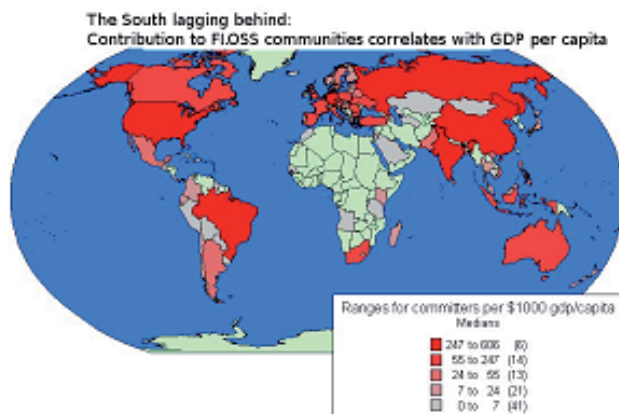 The South lagging behind:
Contribution to FLOSS communities correlates with GDP per capita
Ranges for committers per $1000 gdp/capita
Medians
247 to 606 (6)
55 to 247 (14)
24 to 55 (13)
7 to 24 (21)
0 to 7 (41)